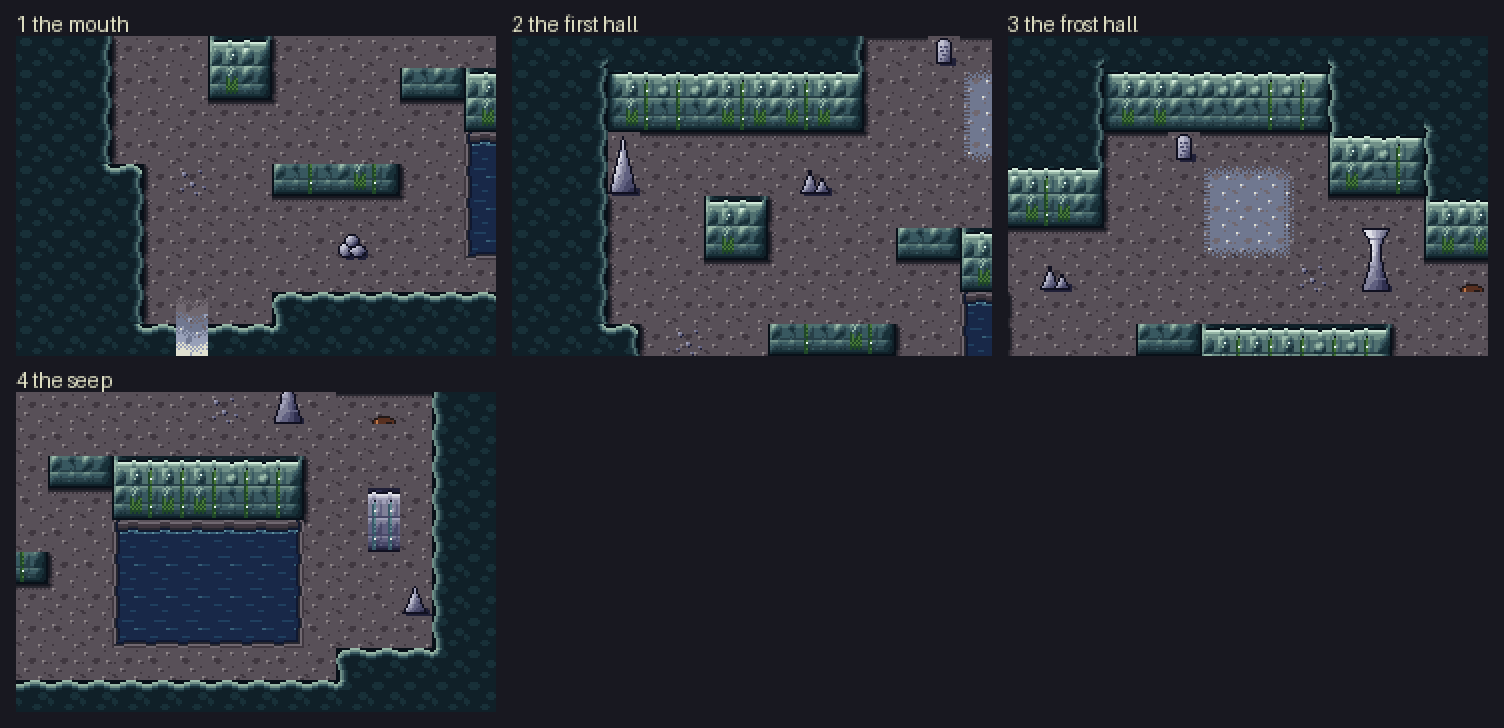 1 the mouth
2 the first hall
3 the frost hall
4 the seep